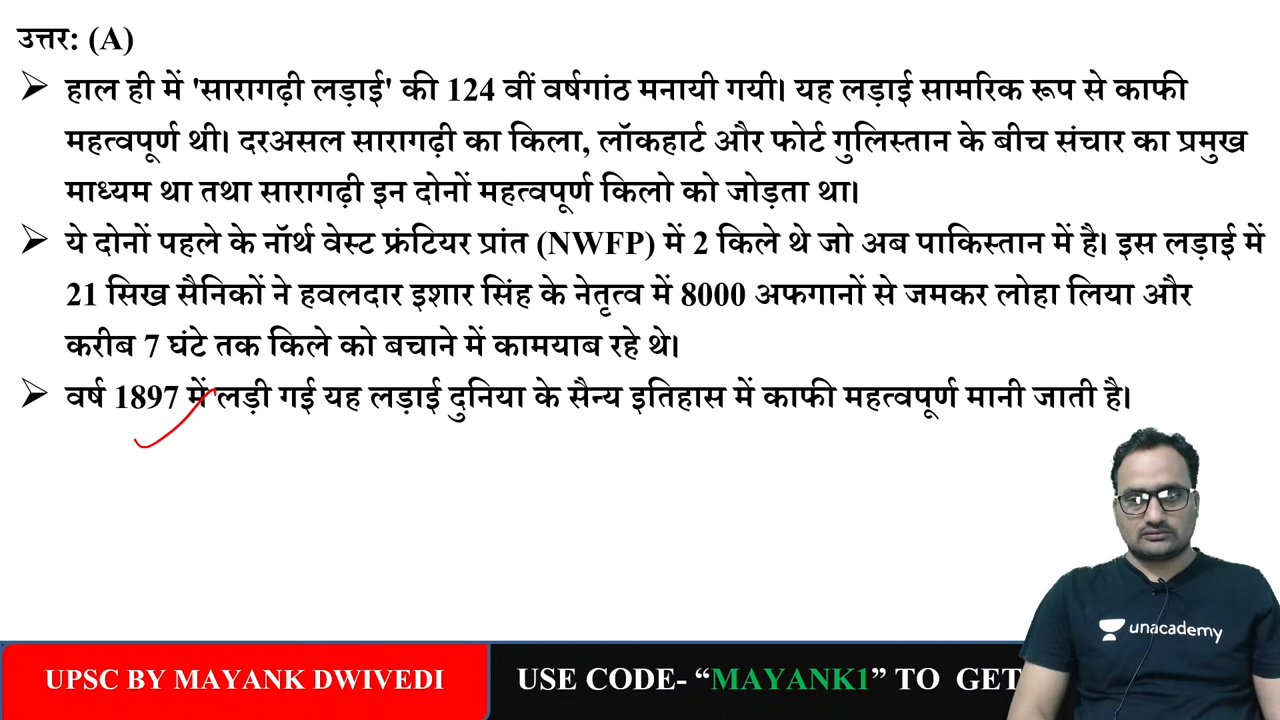 उत्तर: (A)
➢ हाल ही में 'सारागढ़ी लड़ाई' की 124 वीं वर्षगांठ मनायी गयी। यह लड़ाई सामरिक रूप से काफी
महत्वपूर्ण थी। दरअसल सारागढ़ी का किला, लॉकहार्ट और फोर्ट गुलिस्तान के बीच संचार का प्रमुख
माध्यम था तथा सारागढ़ी इन दोनों महत्वपूर्ण किलो को जोड़ता था।
➢ ये दोनों पहले के नॉर्थ वेस्ट फ्रंटियर प्रांत (NWFP) में 2 किले थे जो अब पाकिस्तान में है। इस लड़ाई में
21 सिख सैनिकों ने हवलदार इशार सिंह के नेतृत्व में 8000 अफगानों से जमकर लोहा लिया और
करीब 7 घंटे तक किले को बचाने में कामयाब रहे थे।
➢ वर्ष 1897 में लड़ी गई यह लड़ाई दुनिया के सैन्य इतिहास में काफी महत्वपूर्ण मानी जाती है।
unacademy
UPSC BY MAYANK DWIVEDI
USE CODE- “MAYANK1” TO GET